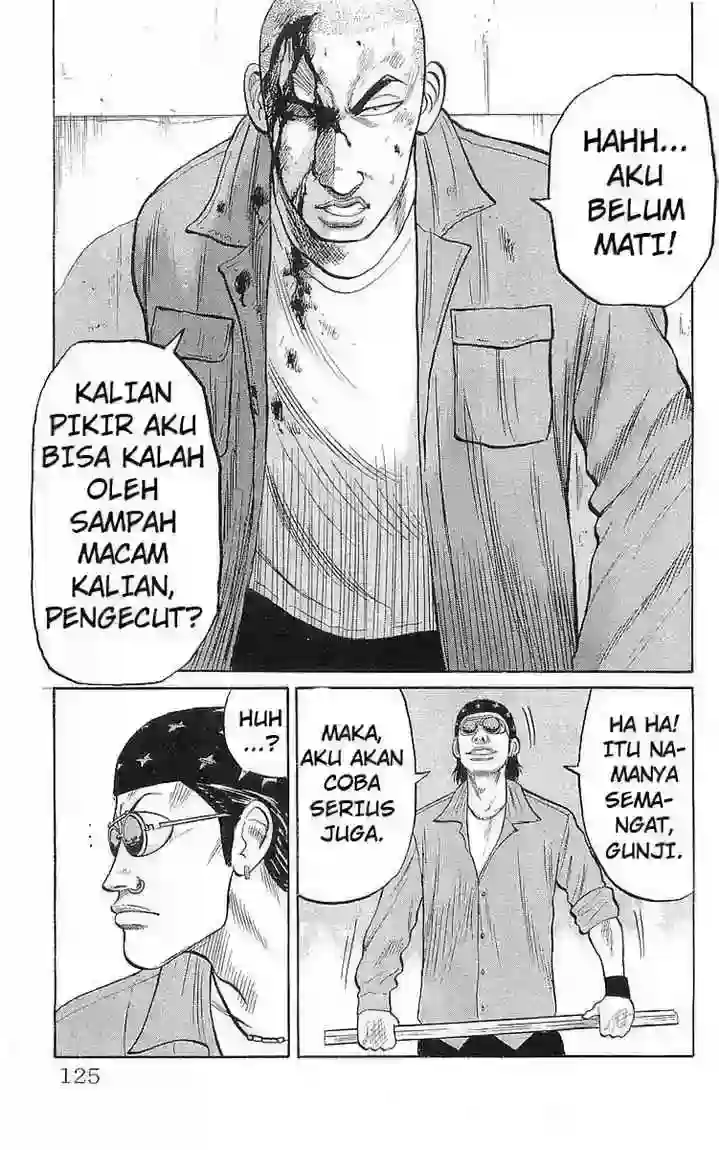 HAHH...
AKU
BELUM
MATI!
KALIAN
PIKIR AKU
BISA KALAH
OLEH
SAMPAH
MACAM
KALIAN,
PENGECUT?
HA HA!
ITU NA-
MANYA
SEMA-
NGAT,
GUNJI.
MAKA,
AKU AKAN
COBA
SERIUS
JUGA.
HUH
...?
..
125